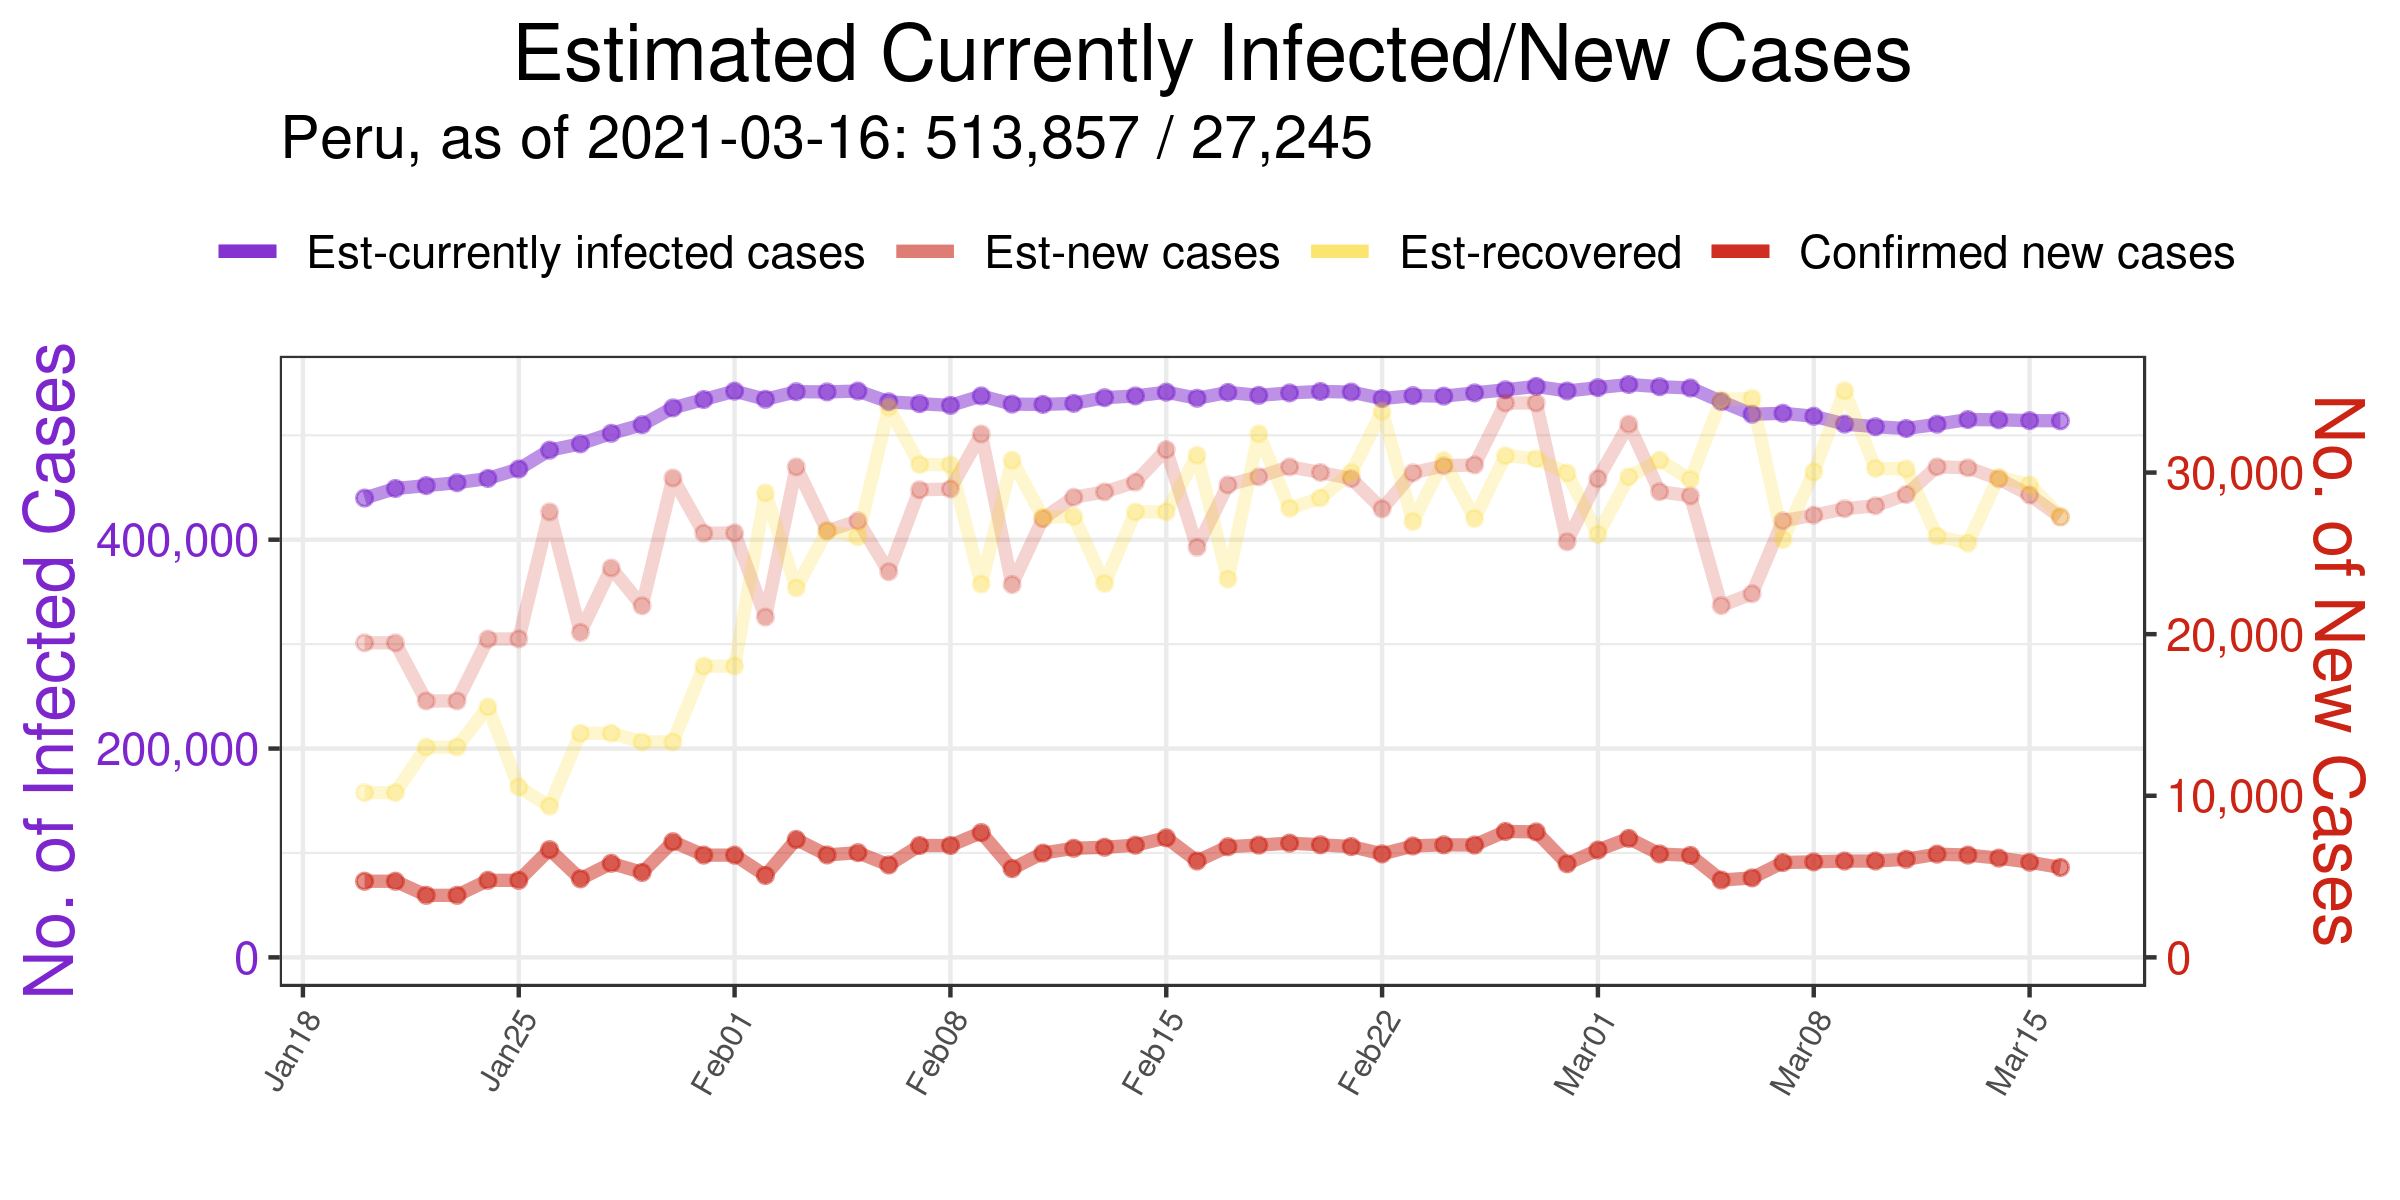 Estimated Currently Infected/New Cases
Peru, as of 2021-03-16: 513,857 / 27,245
Est-currently infected cases Est-new cases Est-recovered Confirmed new cases
No. of Infected Cases
400,000
200,000
0
30,000
20,000
10,000
0
No. of New Cases
Jan18 Jan25 Feb01 Feb08 Feb15 Feb22 Mar01 Mar08 Mar15